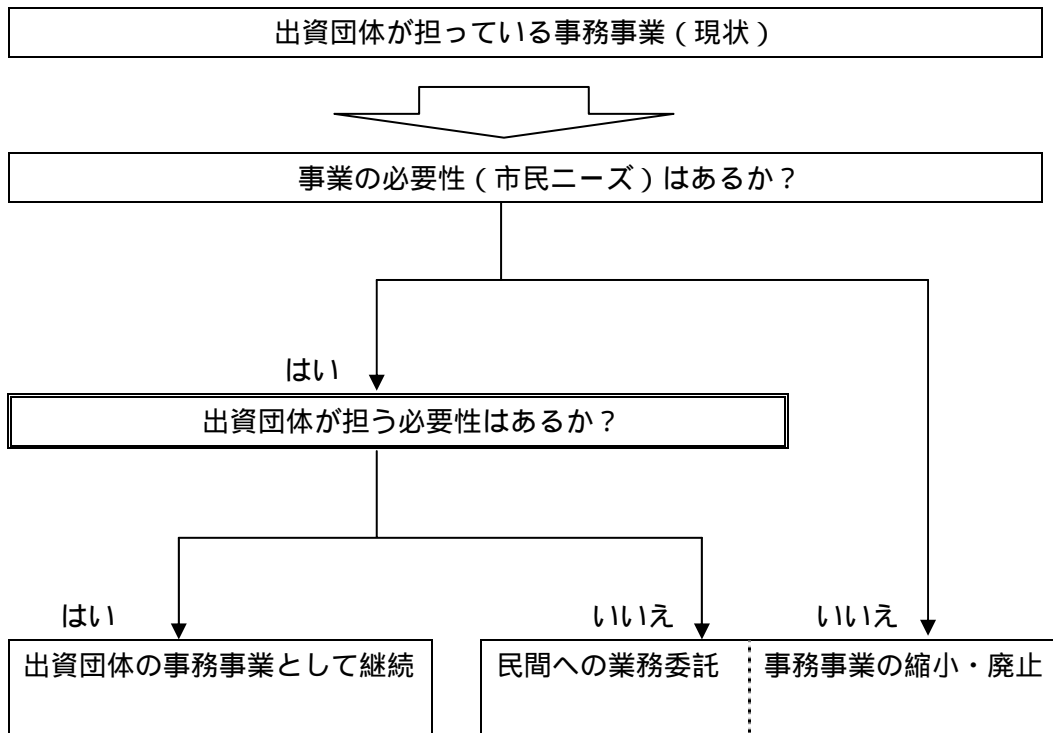 出資団体が担っている事務事業（現状）
事業の必要性（市民ニーズ）はあるか？
はい
出資団体が担う必要性はあるか？
はい
いいえ
いいえ
出資団体の事務事業として継続
民間への業務委託
事務事業の縮小・廃止